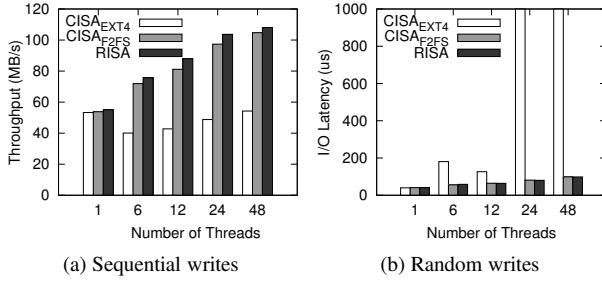 CISA_EXT4
CISA_F2FS
RISA
Throughput (MB/s)
120
100
80
60
40
20
0
1 6 12 24 48
Number of Threads
(a) Sequential writes
CISA_EXT4
CISA_F2FS
RISA
I/O Latency (us)
1000
800
600
400
200
0
1 6 12 24 48
Number of Threads
(b) Random writes